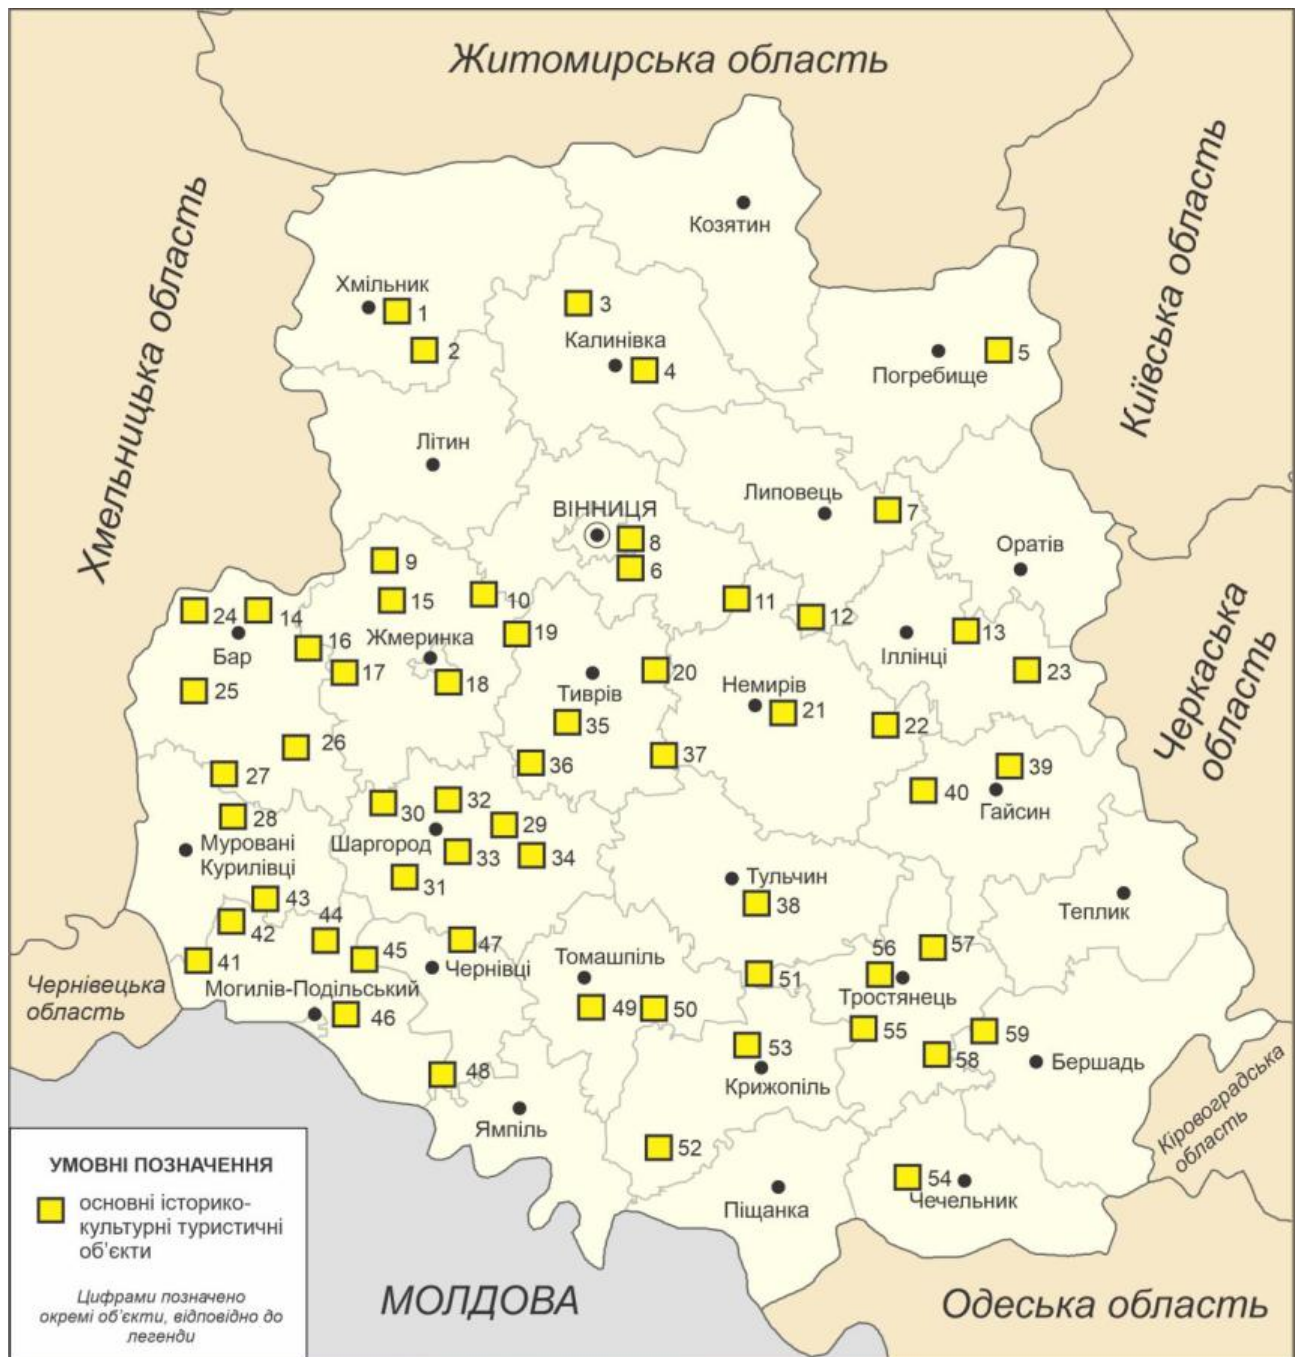 Житомирська область
Київська область
Хмельницька область
Козятин
Хмільник
1
2
3
Калинівка
4
5
Погребище
Літин
Липовець
7
ВІННИЦЯ
8
6
Оратів
9
15
10
11
12
13
Іллінці
23
Черкаська
область
24
14
Бар
16
17
Жмеринка
18
19
20
Тиврів
Немирів
21
22
25
26
27
28
35
36
37
39
40
Гайсин
30
32
29
Шаргород
33
34
31
Муровані
Курилівці
Тульчин
38
Теплик
43
42
44
41
45
47
Чернівці
Могилів-Подільський
46
Чернівецька
область
Томашпіль
49
50
51
56
57
Тростянець
55
58
59
Бершадь
53
Крижопіль
48
Ямпіль
52
Піщанка
54
Чечельник
Кіровоградська
область
УМОВНІ ПОЗНАЧЕННЯ
основні історико-
культурні туристичні
об’єкти
Цифрами позначено
окремі об’єкти, відповідно до
легенди
МОЛДОВА
Одеська область